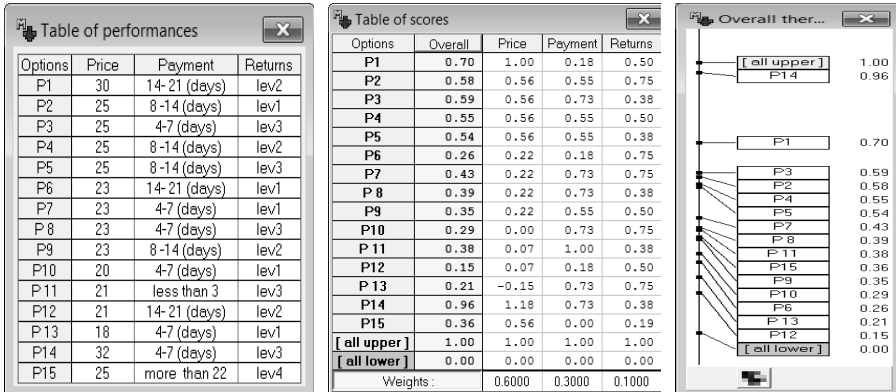 Table of performances
Options Price Payment Returns
P1 30 14-21 (days) lev2
P2 25 8-14 (days) lev1
P3 25 4-7 (days) lev3
P4 25 8-14 (days) lev2
P5 25 8-14 (days) lev3
P6 23 14-21 (days) lev1
P7 23 4-7 (days) lev1
P 8 23 4-7 (days) lev3
P9 23 8-14 (days) lev2
P10 20 4-7 (days) lev1
P 11 21 less than 3 lev3
P12 21 14-21 (days) lev2
P 13 18 4-7 (days) lev1
P14 32 4-7 (days) lev3
P15 25 more than 22 lev4
Table of scores
Options Overall Price Payment Returns
P1 0.70 1.00 0.18 0.50
P2 0.58 0.56 0.55 0.75
P3 0.59 0.56 0.73 0.38
P4 0.55 0.56 0.55 0.50
P5 0.54 0.56 0.55 0.38
P6 0.26 0.22 0.18 0.75
P7 0.43 0.22 0.73 0.75
P 8 0.39 0.22 0.73 0.38
P9 0.35 0.22 0.55 0.50
P10 0.29 0.00 0.73 0.75
P 11 0.38 0.07 1.00 0.38
P12 0.15 0.07 0.18 0.50
P 13 0.21 -0.15 0.73 0.75
P14 0.96 1.18 0.73 0.38
P15 0.36 0.56 0.00 0.19
[ all upper ] 1.00 1.00 1.00 1.00
[ all lower ] 0.00 0.00 0.00 0.00
Weights : 0.6000 0.3000 0.1000
Overall ther...
[ all upper ] 1.00
P14 0.96
P1 0.70
P3 0.59
P2 0.58
P4 0.55
P5 0.54
P7 0.43
P 8 0.39
P 11 0.38
P15 0.36
P9 0.35
P10 0.29
P6 0.26
P 13 0.21
P12 0.15
[ all lower ] 0.00